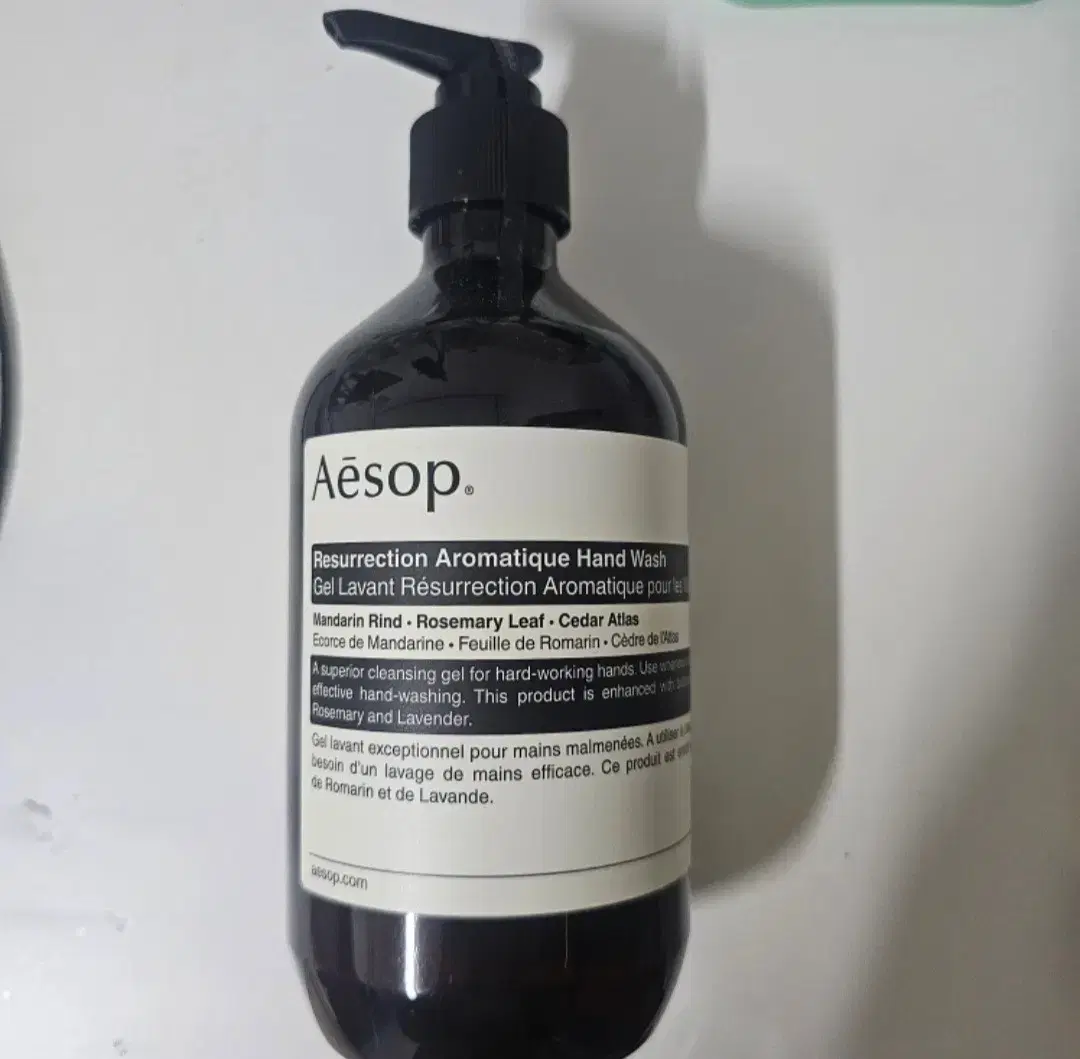 Aēsop.®
Resurrection Aromatique Hand Wash
Gel Lavant Résurrection Aromatique pour les
Mandarin Rind • Rosemary Leaf • Cedar Atlas
Ecorce de Mandarine • Feuille de Romarin • Cèdre de l'Atlas
A superior cleansing gel for hard-working hands. Use
effective hand-washing. This product is enhanced with
Rosemary and Lavender.
Gel lavant exceptionnel pour mains malmenées. A utiliser à
besoin d'un lavage de mains efficace. Ce produit est
de Romarin et de Lavande.
aesop.com